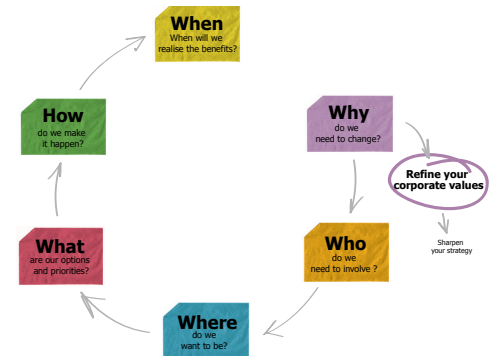 When
When will we
realise the benefits?
How
do we make
it happen?
Why
do we
need to change?
Refine your
corporate values
Sharpen
your strategy
What
are our options
and priorities?
Who
do we
need to involve ?
Where
do we
want to be?